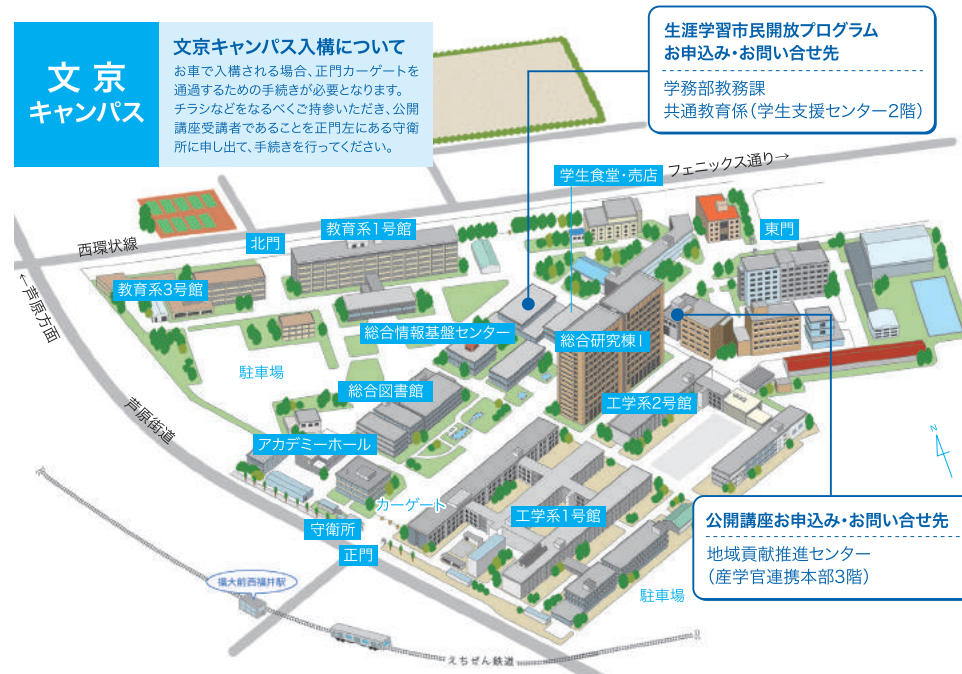 文京
キャンパス
文京キャンパス入構について
お車で入構される場合、正門カーゲートを
通過するための手続きが必要となります。
チラシなどをなるべくご持参いただき、公開
講座受講者であることを正門左にある守衛
所に申し出て、手続きを行ってください。
生涯学習市民開放プログラム
お申込み・お問い合せ先
学務部教務課
共通教育係（学生支援センター2階）
フェニックス通り→
学生食堂・売店
東門
教育系1号館
北門
西環状線
教育系3号館
←芦原方面
総合情報基盤センター
総合研究棟Ⅰ
駐車場
総合図書館
工学系2号館
芦原街道
アカデミーホール
N
カーゲート
工学系1号館
守衛所
正門
公開講座お申込み・お問い合せ先
地域貢献推進センター
（産学官連携本部3階）
駐車場
福大前西福井駅
えちぜん鉄道